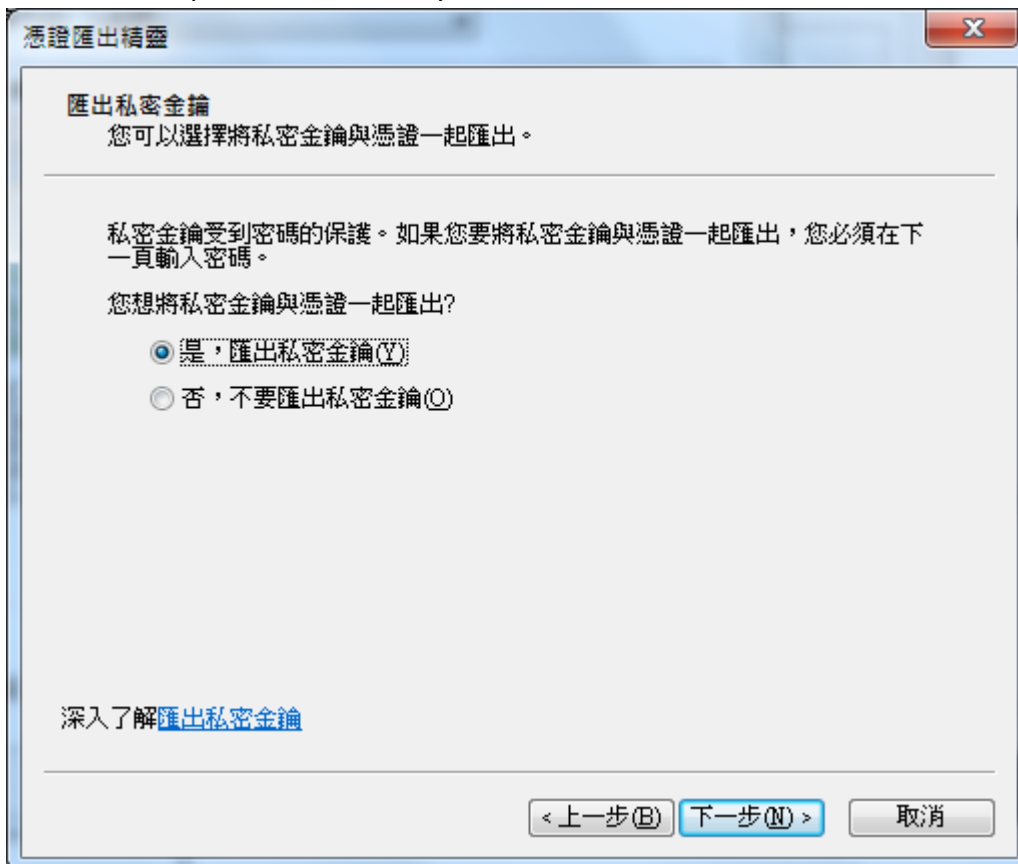 憑證匯出精靈
匯出私密金鑰
您可以選擇將私密金鑰與憑證一起匯出。
私密金鑰受到密碼的保護。如果您要將私密金鑰與憑證一起匯出,您必須在下
一頁輸入密碼。
您想將私密金鑰與憑證一起匯出?
是,匯出私密金鑰(Y)
否,不要匯出私密金鑰(O)
深入了解匯出私密金鑰
<上一步(B) 下一步(N)> 取消